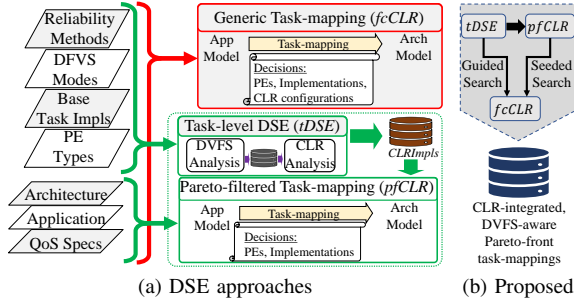 Reliability
Methods
DFVS
Modes
Base
Task Impls
PE
Types
Architecture
Application
QoS Specs
Generic Task-mapping (fcCLR)
App
Model
Task-mapping
Arch
Model
Decisions:
PEs, Implementations,
CLR configurations
Task-level DSE (tDSE)
DVFS
Analysis
CLR
Analysis
CLRImpls
Pareto-filtered Task-mapping (pfCLR)
App
Model
Task-mapping
Arch
Model
Decisions:
PEs, Implementations
(a) DSE approaches
tDSE
pfCLR
Guided
Search
Seeded
Search
fcCLR
CLR-integrated,
DVFS-aware
Pareto-front
task-mappings
(b) Proposed